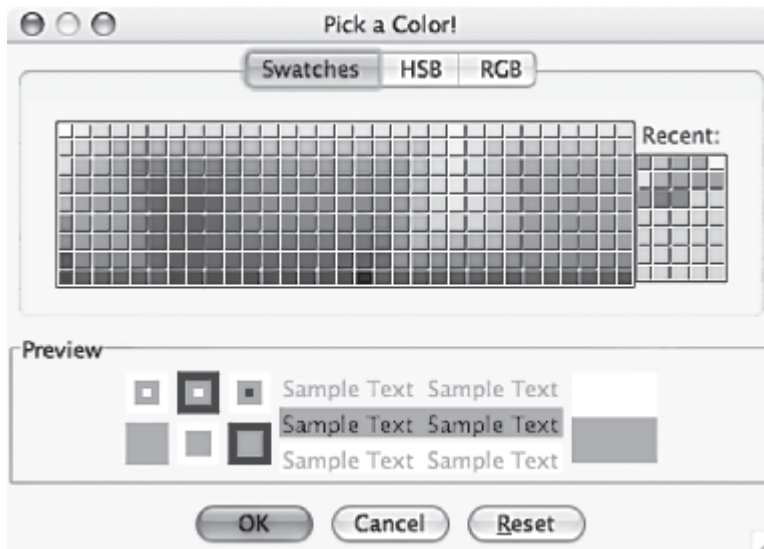 Pick a Color!
Swatches HSB RGB
Recent:
Preview
Sample Text Sample Text
Sample Text Sample Text
Sample Text Sample Text
OK Cancel Reset